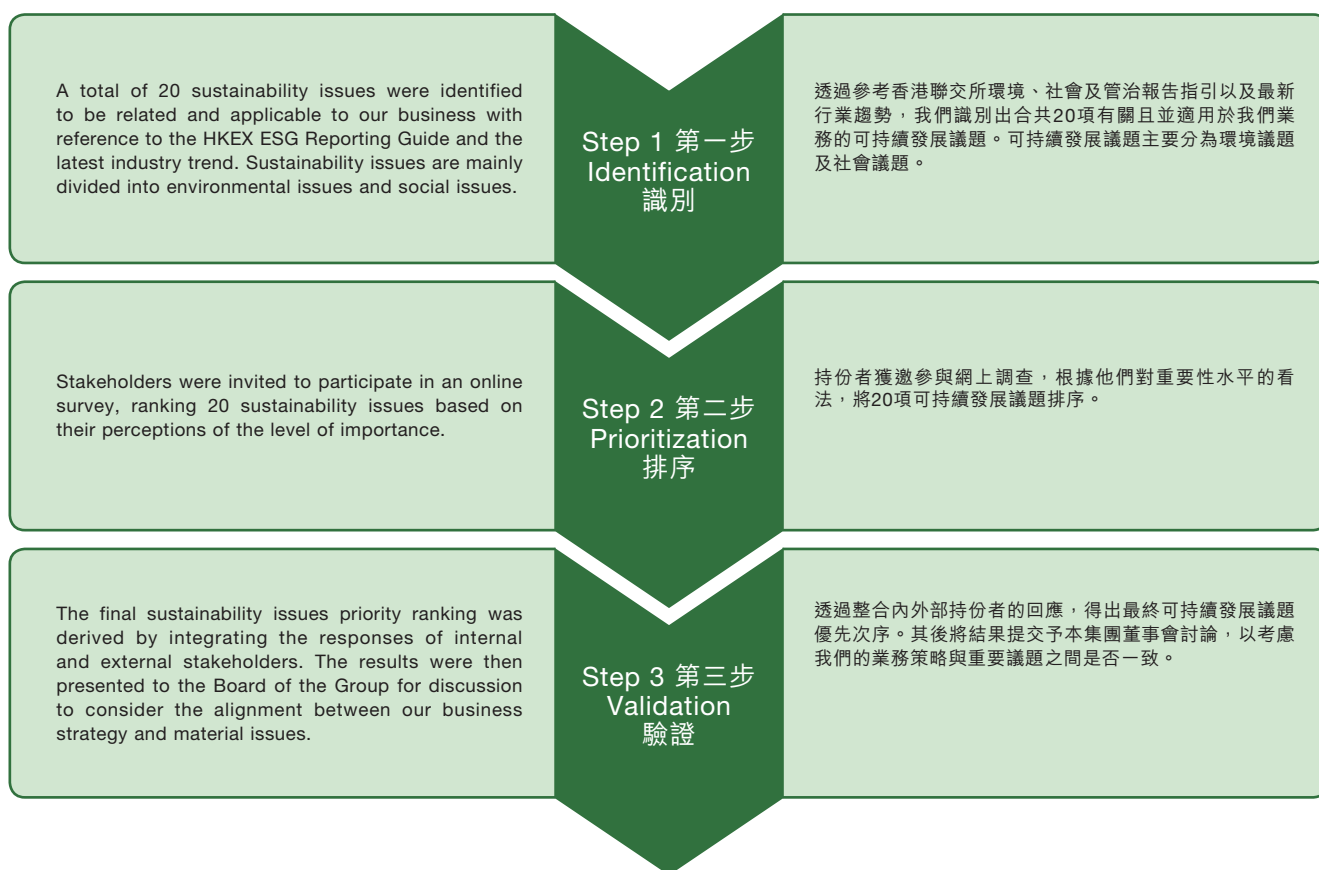 A total of 20 sustainability issues were identified
to be related and applicable to our business with
reference to the HKEX ESG Reporting Guide and the
latest industry trend. Sustainability issues are mainly
divided into environmental issues and social issues.
Step 1 第一步
Identification
識別
透過參考香港聯交所環境、社會及管治報告指引以及最新
行業趨勢，我們識別出合共20項有關且並適用於我們業
務的可持續發展議題。可持續發展議題主要分為環境議題
及社會議題。
Stakeholders were invited to participate in an online
survey, ranking 20 sustainability issues based on
their perceptions of the level of importance.
Step 2 第二步
Prioritization
排序
持份者獲邀參與網上調查，根據他們對重要性水平的看
法，將20項可持續發展議題排序。
The final sustainability issues priority ranking was
derived by integrating the responses of internal
and external stakeholders. The results were then
presented to the Board of the Group for discussion
to consider the alignment between our business
strategy and material issues.
Step 3 第三步
Validation
驗證
透過整合內外部持份者的回應，得出最終可持續發展議題
優先次序。其後將結果提交予本集團董事會討論，以考慮
我們的業務策略與重要議題之間是否一致。